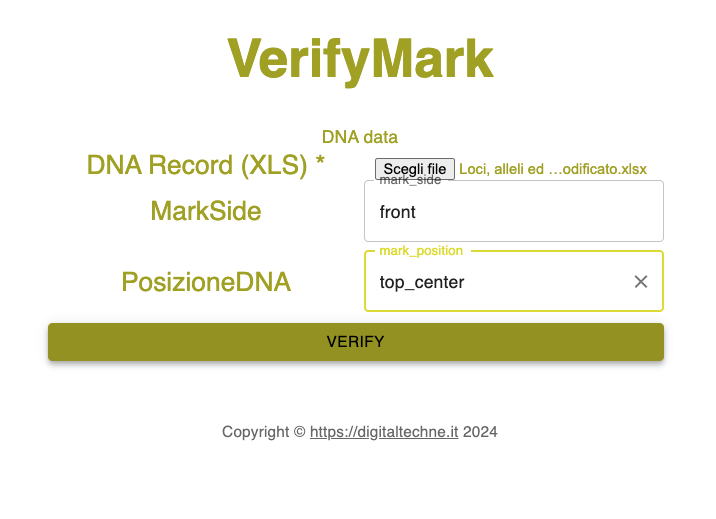 VerifyMark
DNA data
DNA Record (XLS) *
Scegli file Loci, alleli ed ...odificato.xlsx
mark_side
MarkSide
front
mark_position
PosizioneDNA
top_center
VERIFY
Copyright © https://digitaltechne.it 2024